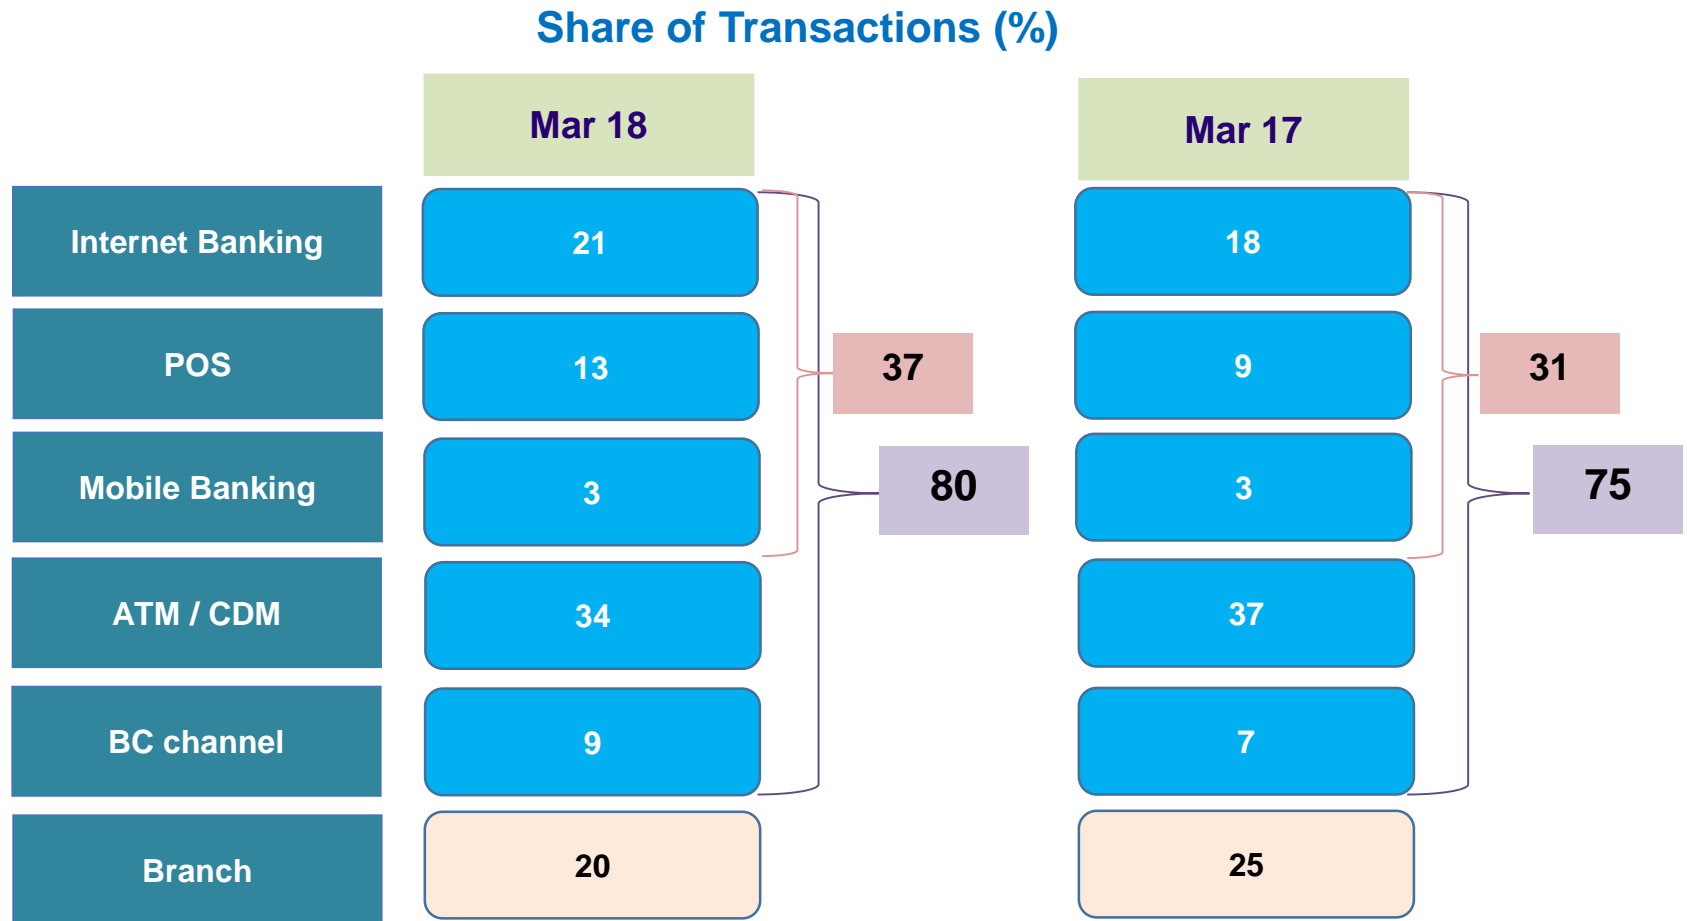 Share of Transactions (%)
Mar 18
Mar 17
Internet Banking
21
18
POS
13
37
9
31
Mobile Banking
3
80
3
75
ATM / CDM
34
37
BC channel
9
7
Branch
20
25